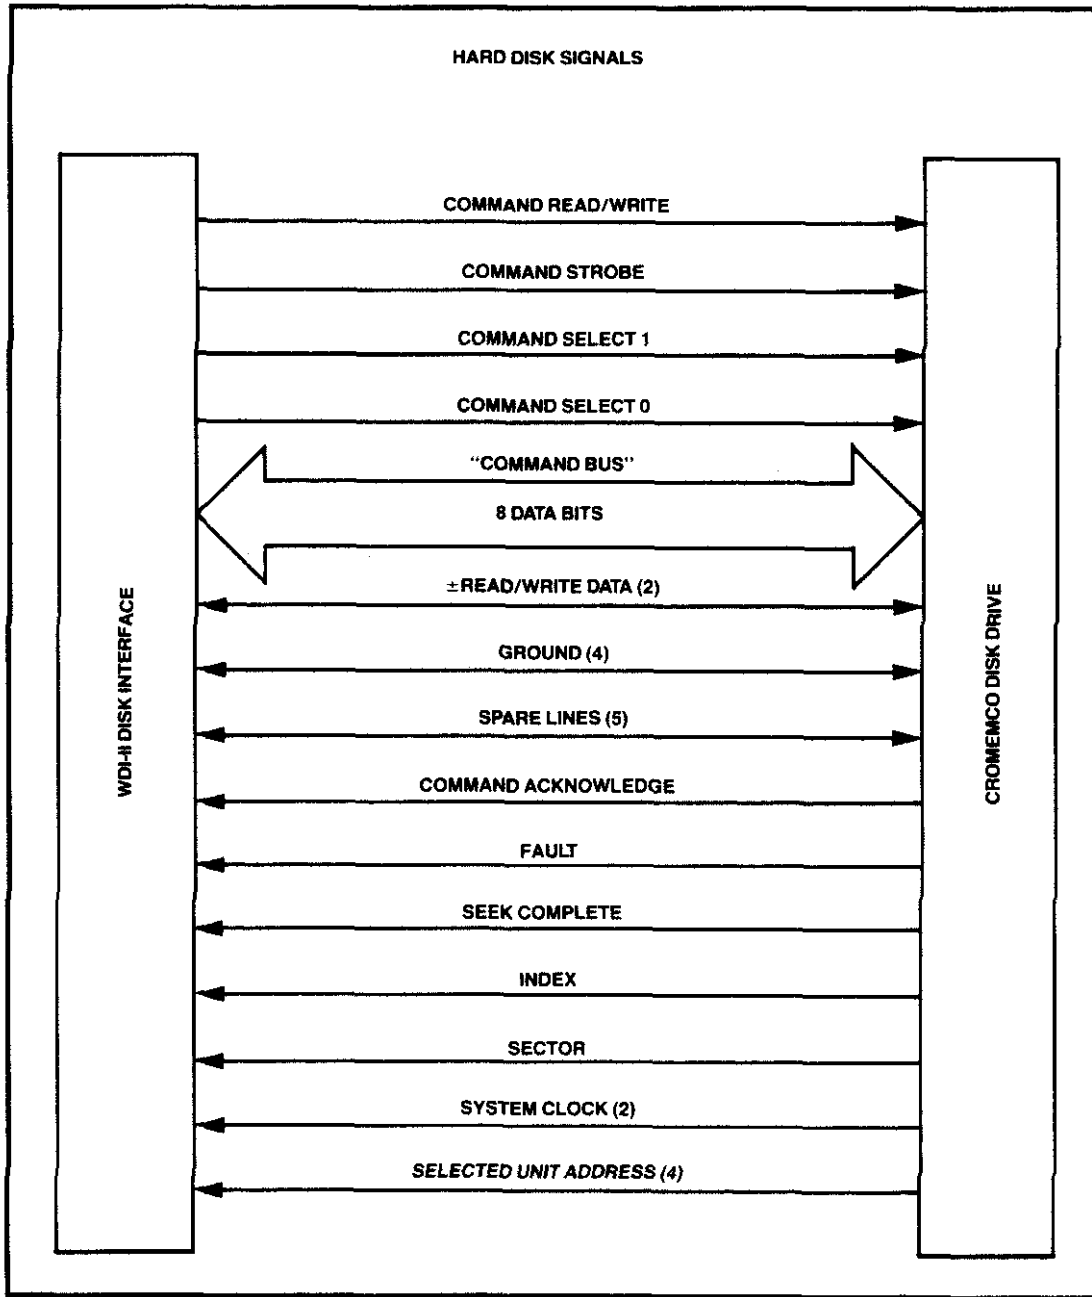 HARD DISK SIGNALS
COMMAND READ/WRITE
COMMAND STROBE
COMMAND SELECT 1
COMMAND SELECT 0
"COMMAND BUS"
8 DATA BITS
±READ/WRITE DATA (2)
GROUND (4)
SPARE LINES (5)
COMMAND ACKNOWLEDGE
FAULT
SEEK COMPLETE
INDEX
SECTOR
SYSTEM CLOCK (2)
SELECTED UNIT ADDRESS (4)
WDI-II DISK INTERFACE
CROMEMCO DISK DRIVE